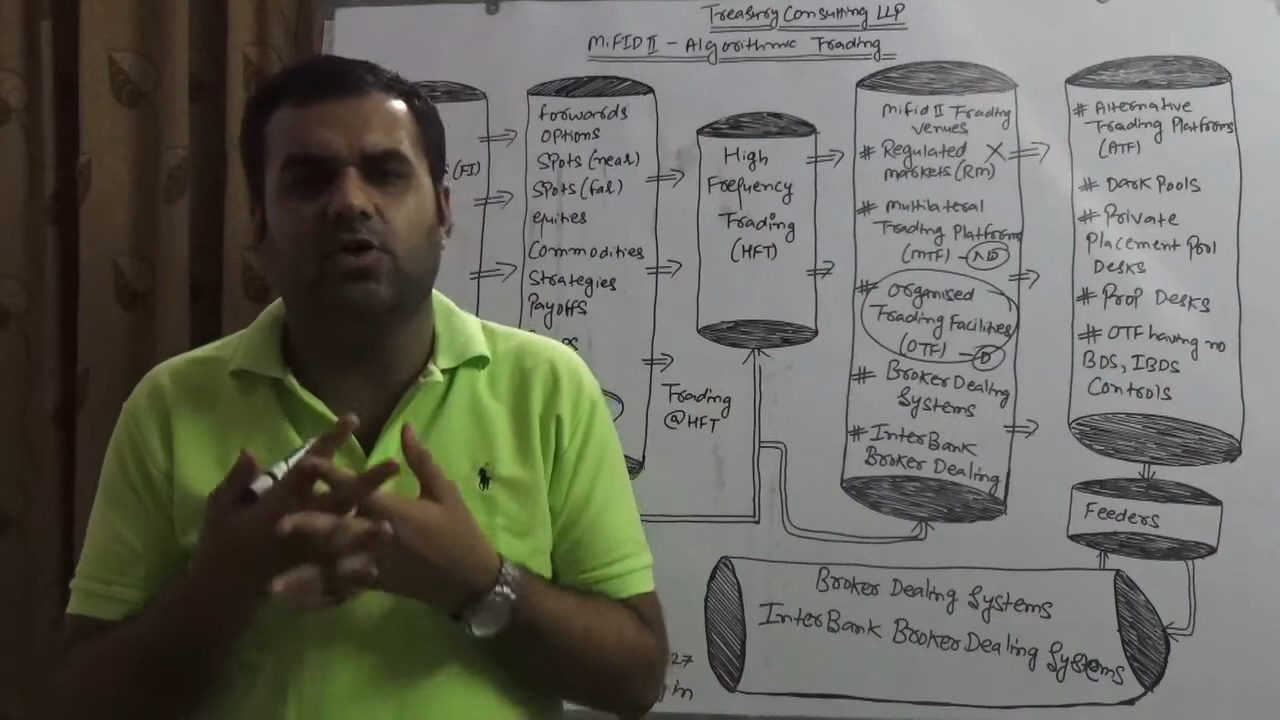 Treasury Consulting LLP
MiFID II - Algorithmic Trading
(FI)
forwards
options
SPOTS (near)
SPOTS (far)
equities
Commodities
Strategies
Payoffs
Trading
@HFT
High
Frequency
Trading
(HFT)
Mifid II Trading
venues
# Regulated X
markets (RM)
# multilateral
Trading Platform
(MTF) - ND
# organised
Trading Facilities
(OTF) - D
# Broker Dealing
Systems
# InterBank
Broker Dealing
# Alternative
Trading Platforms
(ATF)
# Dark Pools
# Private
Placement Pool
Desks
# Prop Desks
# OTF having no
BDS, IBDS
Controls
Feeders
Broker Dealing Systems
InterBank Broker Dealing Systems
27
in